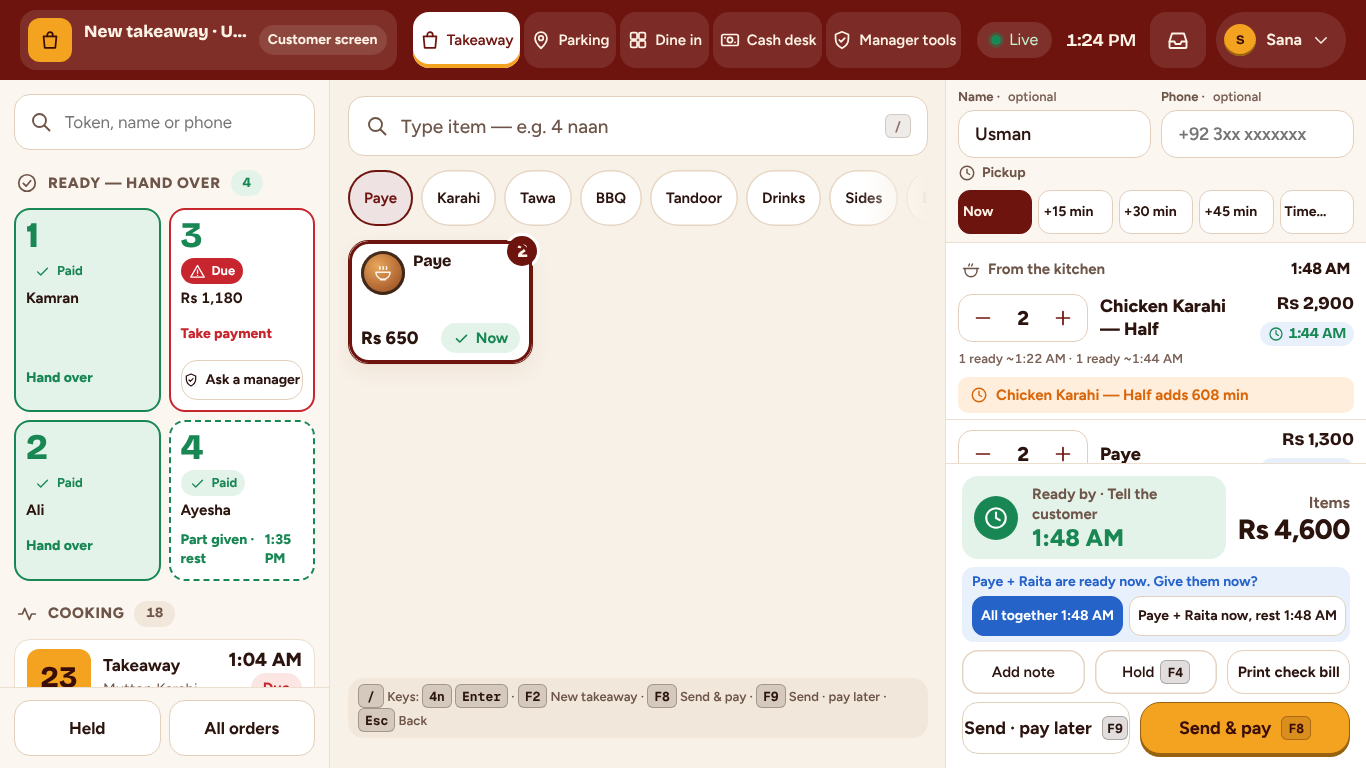 New takeaway · U...
Customer screen
Takeaway
Parking
Dine in
Cash desk
Manager tools
Live
1:24 PM
S
Sana
Token, name or phone
READY — HAND OVER 4
1
Paid
Kamran
Hand over
3
Due
Rs 1,180
Take payment
Hand over
Ask a manager
2
Paid
Ali
Hand over
4
Paid
Ayesha
Part given · rest
1:35 PM
COOKING 18
23
Takeaway
1:04 AM
Mutton Karahi
Due
Held
All orders
Type item — e.g. 4 naan
/
Paye
Karahi
Tawa
BBQ
Tandoor
Drinks
Sides
2
Paye
Rs 650
Now
/ Keys: 4n Enter · F2 New takeaway · F8 Send & pay · F9 Send · pay later ·
Esc Back
Name · optional
Usman
Phone · optional
+92 3xx xxxxxxx
Pickup
Now
+15 min
+30 min
+45 min
Time...
From the kitchen
1:48 AM
− 2 +
Chicken Karahi
— Half
Rs 2,900
1:44 AM
1 ready ~1:22 AM · 1 ready ~1:44 AM
Chicken Karahi — Half adds 608 min
− 2 +
Paye
Rs 1,300
Ready by · Tell the
customer
1:48 AM
Items
Rs 4,600
Paye + Raita are ready now. Give them now?
All together 1:48 AM
Paye + Raita now, rest 1:48 AM
Add note
Hold F4
Print check bill
Send · pay later F9
Send & pay F8